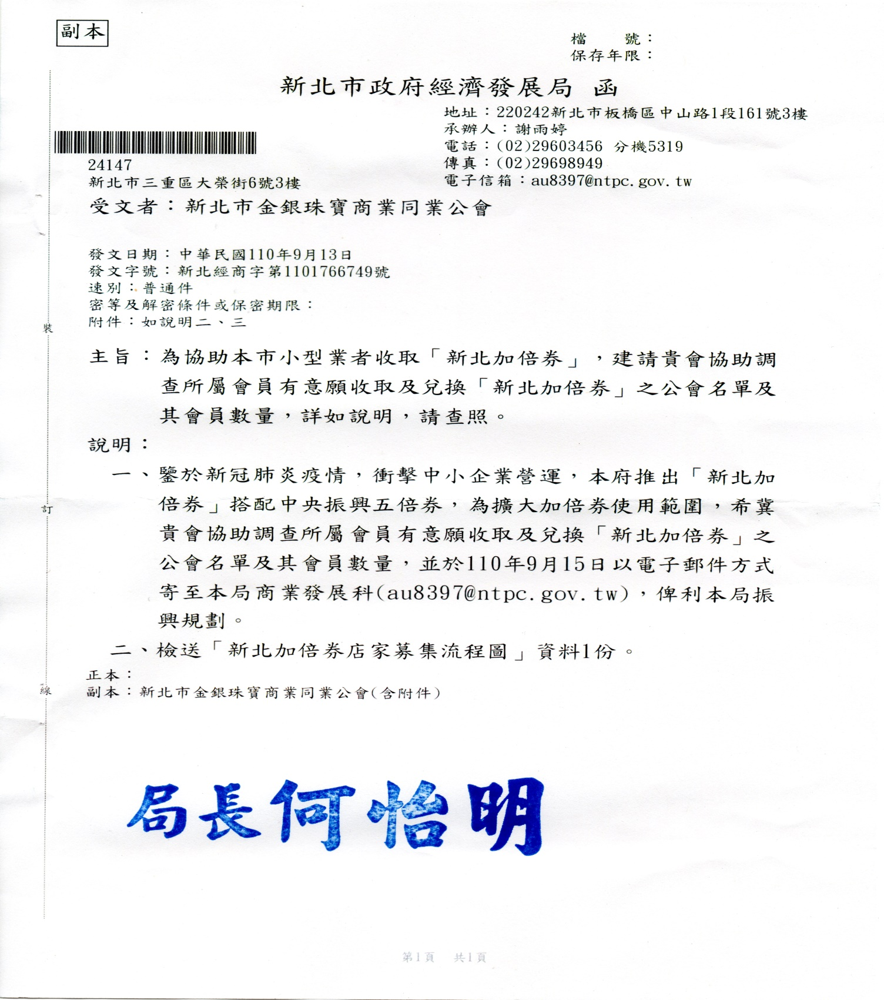 副本
檔　　號：
保存年限：
新北市政府經濟發展局 函
地址：220242新北市板橋區中山路1段161號3樓
承辦人：謝雨婷
電話：(02)29603456 分機5319
傳真：(02)29698949
電子信箱：au8397@ntpc.gov.tw
24147
新北市三重區大榮街6號3樓
受文者：新北市金銀珠寶商業同業公會
發文日期：中華民國110年9月13日
發文字號：新北經商字第1101766749號
速別：普通件
密等及解密條件或保密期限：
附件：如說明二、三
主旨：為協助本市小型業者收取「新北加倍券」，建請貴會協助調
查所屬會員有意願收取及兌換「新北加倍券」之公會名單及
其會員數量，詳如說明，請查照。
說明：
一、鑒於新冠肺炎疫情，衝擊中小企業營運，本府推出「新北加
倍券」搭配中央振興五倍券，為擴大加倍券使用範圍，希冀
貴會協助調查所屬會員有意願收取及兌換「新北加倍券」之
公會名單及其會員數量，並於110年9月15日以電子郵件方式
寄至本局商業發展科(au8397@ntpc.gov.tw)，俾利本局振
興規劃。
二、檢送「新北加倍券店家募集流程圖」資料1份。
正本：
副本：新北市金銀珠寶商業同業公會(含附件)
裝
訂
線
局長何怡明
第1頁　共1頁